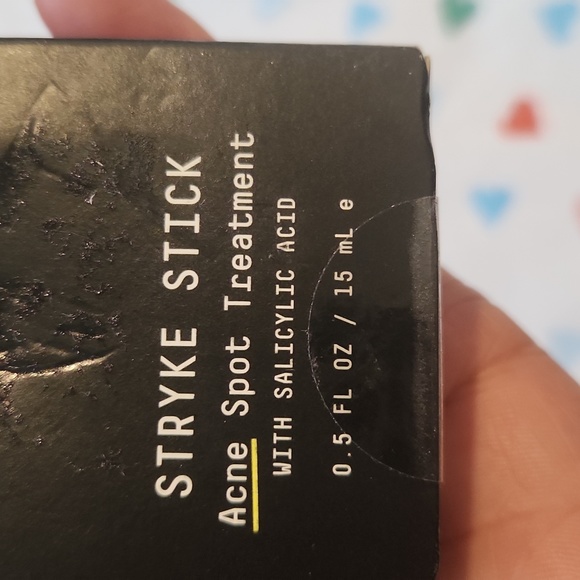 STRYKE STICK
Acne Spot Treatment
WITH SALICYLIC ACID
0.5 FL OZ / 15 mL e